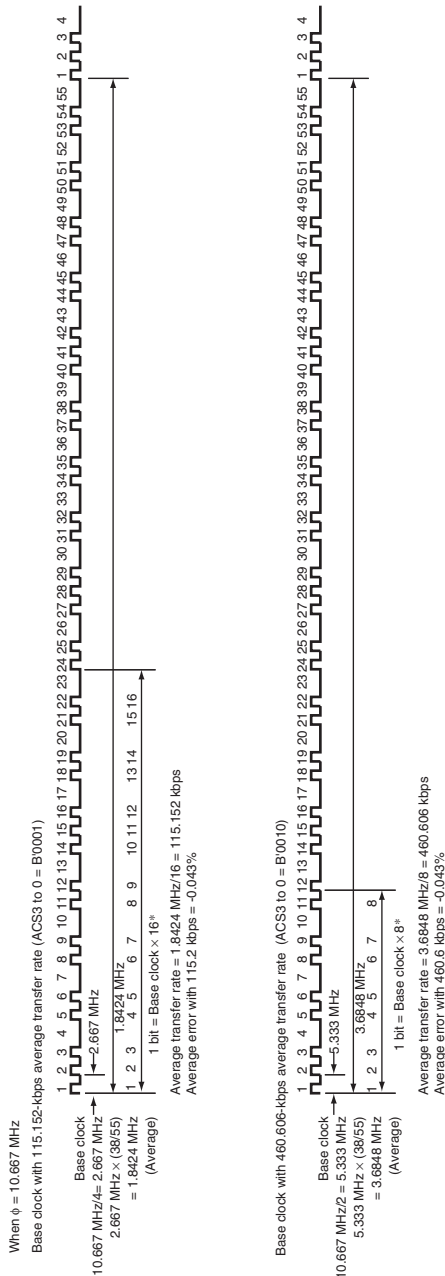 When ϕ = 10.667 MHz
Base clock with 115.152-kbps average transfer rate (ACS3 to 0 = B'0001)
1 2 3 4 5 6 7 8 9 10 11 12 13 14 15 16 17 18 19 20 21 22 23 24 25 26 27 28 29 30 31 32 33 34 35 36 37 38 39 40 41 42 43 44 45 46 47 48 49 50 51 52 53 54 55 1 2 3 4
Base clock
10.667 MHz/4= 2.667 MHz
2.667 MHz
2.667 MHz × (38/55)
= 1.8424 MHz
(Average)
1.8424 MHz
1 2 3 4 5 6 7 8 9 10 11 12 13 14 15 16
1 bit = Base clock × 16*
Average transfer rate = 1.8424 MHz/16 = 115.152 kbps
Average error with 115.2 kbps = -0.043%
Base clock with 460.606-kbps average transfer rate (ACS3 to 0 = B'0010)
1 2 3 4 5 6 7 8 9 10 11 12 13 14 15 16 17 18 19 20 21 22 23 24 25 26 27 28 29 30 31 32 33 34 35 36 37 38 39 40 41 42 43 44 45 46 47 48 49 50 51 52 53 54 55 1 2 3 4
Base clock
10.667 MHz/2 = 5.333 MHz
5.333 MHz
5.333 MHz × (38/55)
= 3.6848 MHz
(Average)
3.6848 MHz
1 2 3 4 5 6 7 8
1 bit = Base clock × 8*
Average transfer rate = 3.6848 MHz/8 = 460.606 kbps
Average error with 460.6 kbps = -0.043%